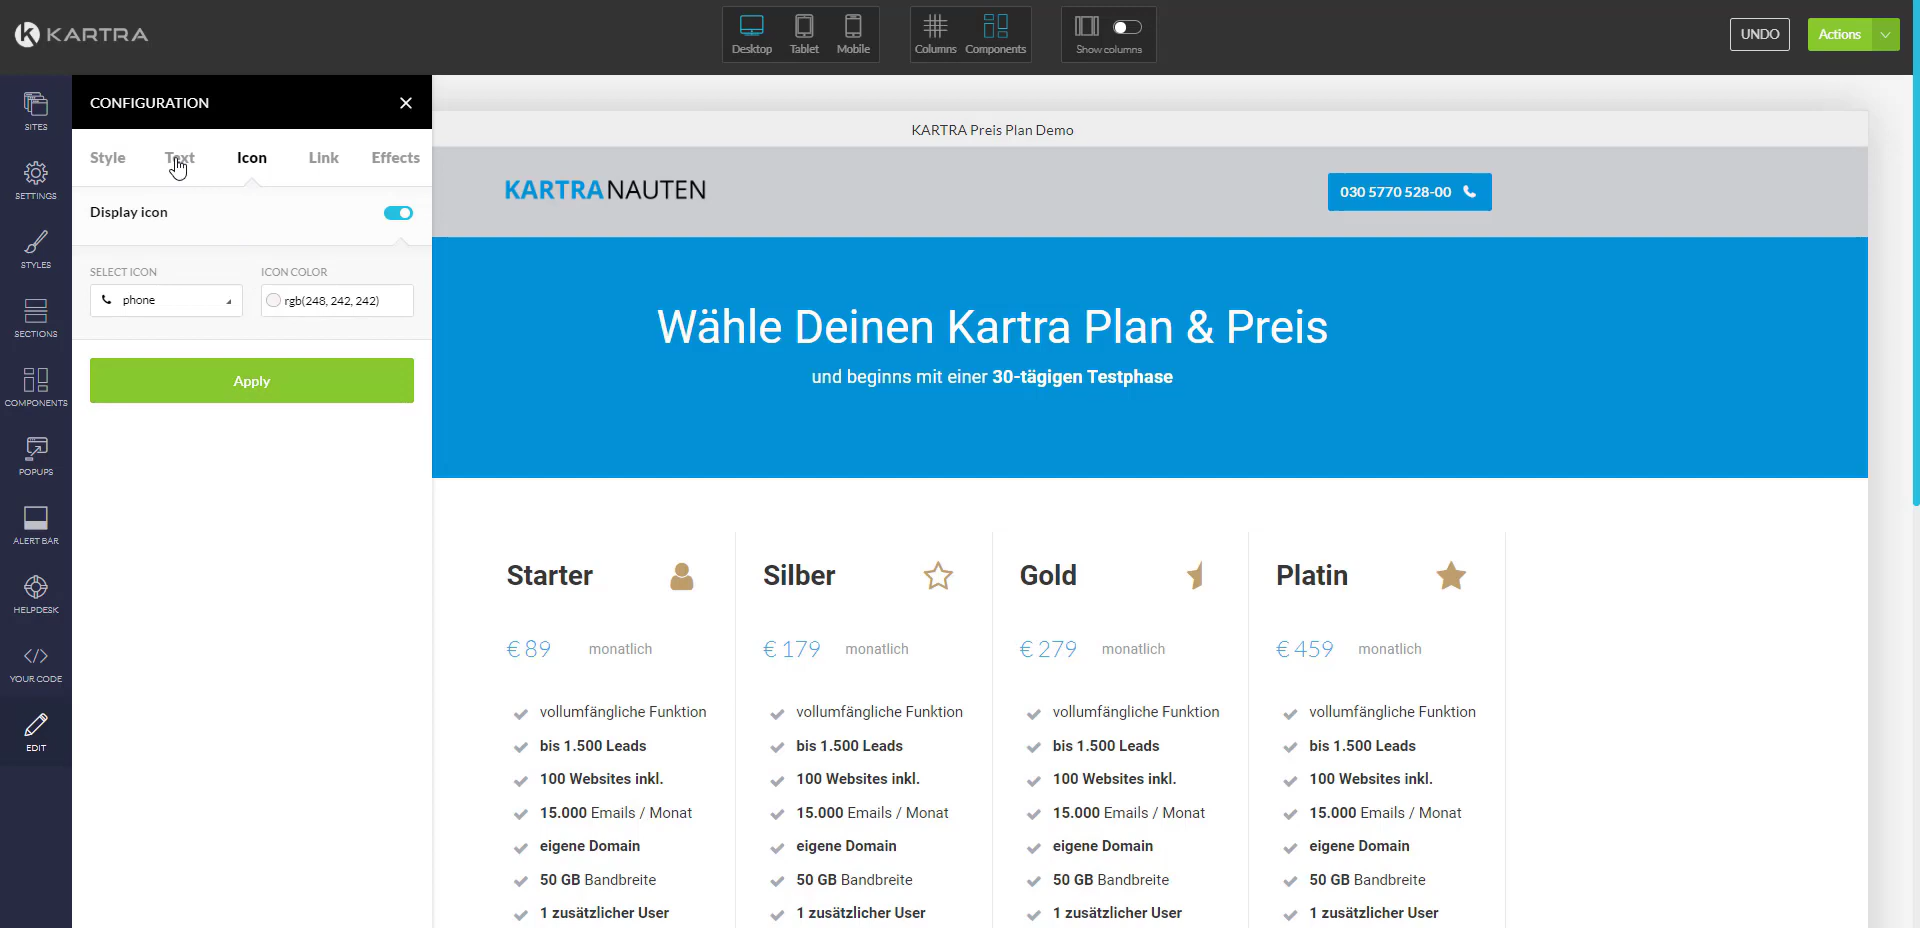 KARTRA
Desktop Tablet Mobile
Columns Components
Show columns
UNDO
Actions
SITES
SETTINGS
STYLES
SECTIONS
COMPONENTS
POPUPS
ALERT BAR
HELPDESK
YOUR CODE
EDIT
CONFIGURATION
Style Text Icon Link Effects
Display icon
SELECT ICON ICON COLOR
phone rgb(248, 242, 242)
Apply
KARTRA Preis Plan Demo
KARTRANAUTEN
030 5770 528-00
Wähle Deinen Kartra Plan & Preis
und beginns mit einer 30-tägigen Testphase
Starter
€ 89 monatlich
vollumfängliche Funktion
bis 1.500 Leads
100 Websites inkl.
15.000 Emails / Monat
eigene Domain
50 GB Bandbreite
1 zusätzlicher User
Silber
€ 179 monatlich
vollumfängliche Funktion
bis 1.500 Leads
100 Websites inkl.
15.000 Emails / Monat
eigene Domain
50 GB Bandbreite
1 zusätzlicher User
Gold
€ 279 monatlich
vollumfängliche Funktion
bis 1.500 Leads
100 Websites inkl.
15.000 Emails / Monat
eigene Domain
50 GB Bandbreite
1 zusätzlicher User
Platin
€ 459 monatlich
vollumfängliche Funktion
bis 1.500 Leads
100 Websites inkl.
15.000 Emails / Monat
eigene Domain
50 GB Bandbreite
1 zusätzlicher User